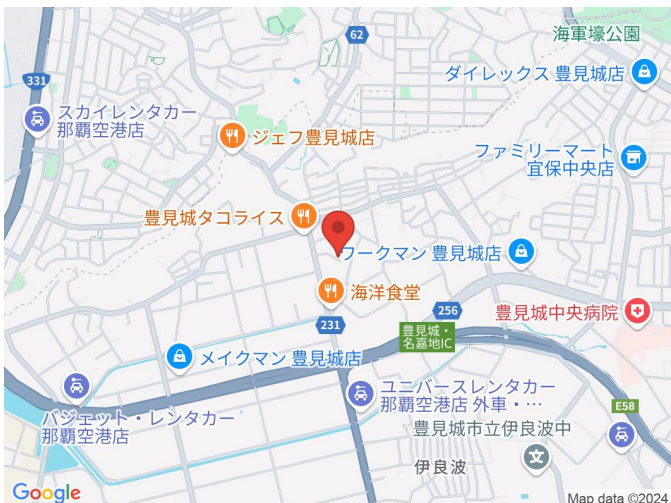 62
海軍壕公園
ダイレックス 豊見城店
331
スカイレンタカー
那覇空港店
ジェフ豊見城店
ファミリーマート
宜保中央店
豊見城タコライス
ワークマン 豊見城店
海洋食堂
256
豊見城中央病院
231
豊見城・
名嘉地IC
メイクマン 豊見城店
ユニバースレンタカー
那覇空港店 外車・…
バジェット・レンタカー
那覇空港店
E58
豊見城市立伊良波中
伊良波
Google
Map data ©2024